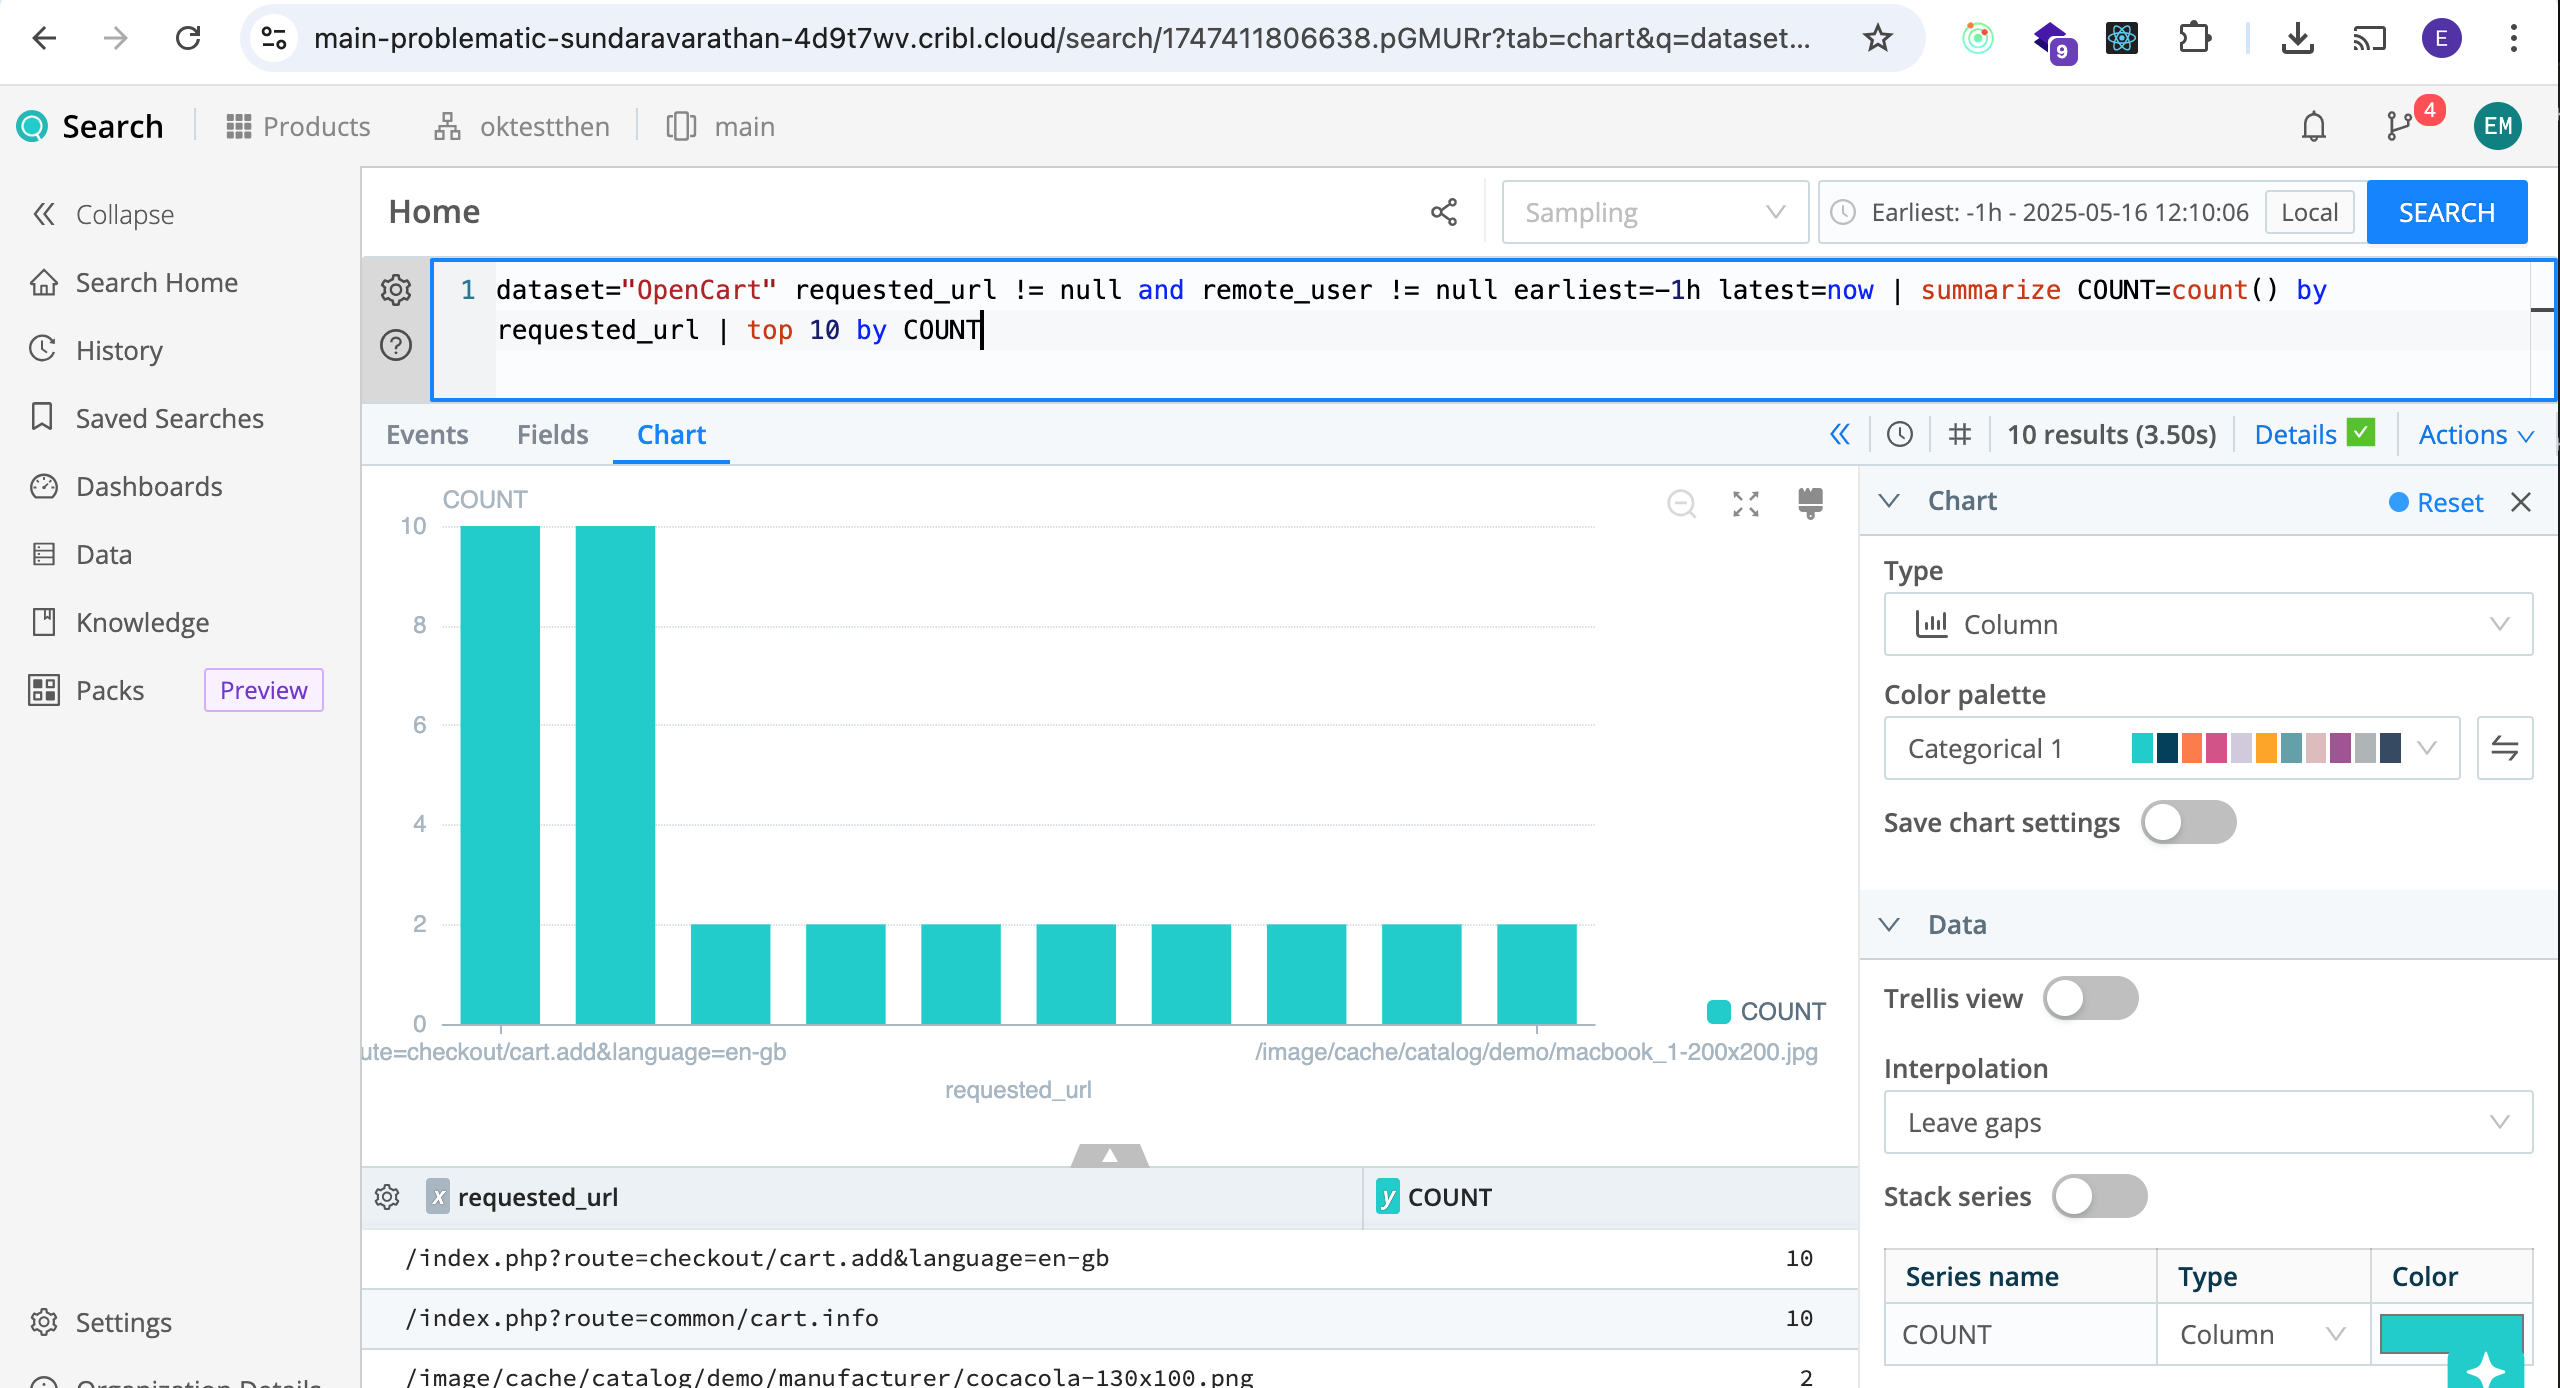 main-problematic-sundaravarathan-4d9t7wv.cribl.cloud/search/1747411806638.pGMURr?tab=chart&q=dataset...
9
E
Search
Products
oktestthen
main
4
EM
Collapse
Search Home
History
Saved Searches
Dashboards
Data
Knowledge
Packs
Preview
Settings
Organization Details
Home
Sampling
Earliest: -1h - 2025-05-16 12:10:06
Local
SEARCH
1
dataset="OpenCart" requested_url != null and remote_user != null earliest=-1h latest=now | summarize COUNT=count() by
requested_url | top 10 by COUNT
Events
Fields
Chart
10 results (3.50s)
Details
Actions
COUNT
10
8
6
4
2
0
ute=checkout/cart.add&language=en-gb
/image/cache/catalog/demo/macbook_1-200x200.jpg
requested_url
COUNT
x requested_url
y COUNT
/index.php?route=checkout/cart.add&language=en-gb 10
/index.php?route=common/cart.info 10
/image/cache/catalog/demo/manufacturer/cocacola-130x100.png 2
Chart
Reset
Type
Column
Color palette
Categorical 1
Save chart settings
Data
Trellis view
Interpolation
Leave gaps
Stack series
Series name Type Color
COUNT Column